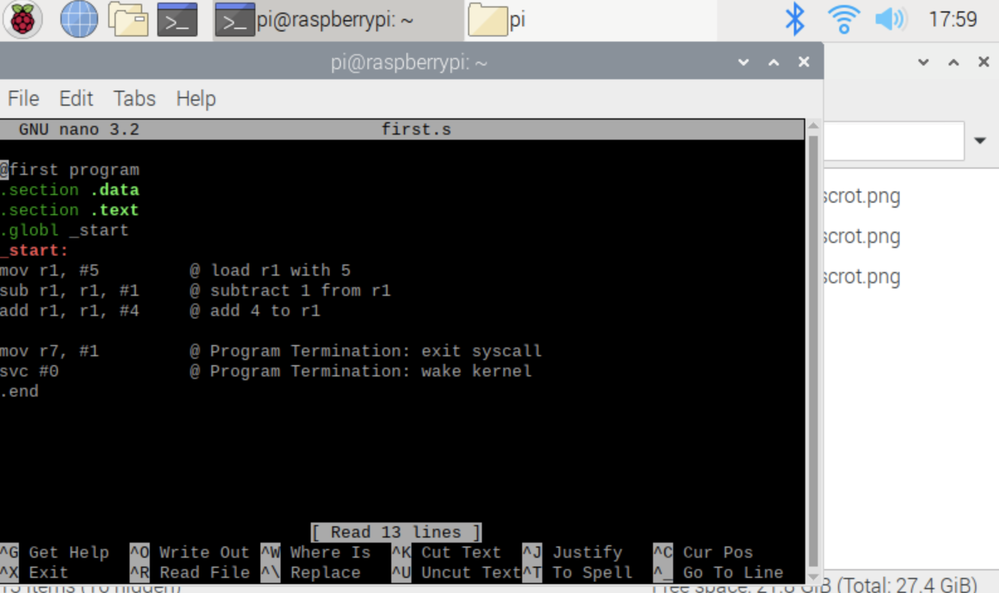 pi@raspberrypi: ~
pi
17:59
pi@raspberrypi: ~
File Edit Tabs Help
GNU nano 3.2 first.s
@first program
.section .data
.section .text
.globl _start
_start:
mov r1, #5 @ load r1 with 5
sub r1, r1, #1 @ subtract 1 from r1
add r1, r1, #4 @ add 4 to r1
mov r7, #1 @ Program Termination: exit syscall
svc #0 @ Program Termination: wake kernel
.end
[ Read 13 lines ]
^G Get Help ^O Write Out ^W Where Is ^K Cut Text ^J Justify ^C Cur Pos
^X Exit ^R Read File ^\ Replace ^U Uncut Text ^T To Spell ^_ Go To Line
scrot.png
scrot.png
scrot.png
items (10 hidden) Free space: 21.8 GiB (Total: 27.4 GiB)